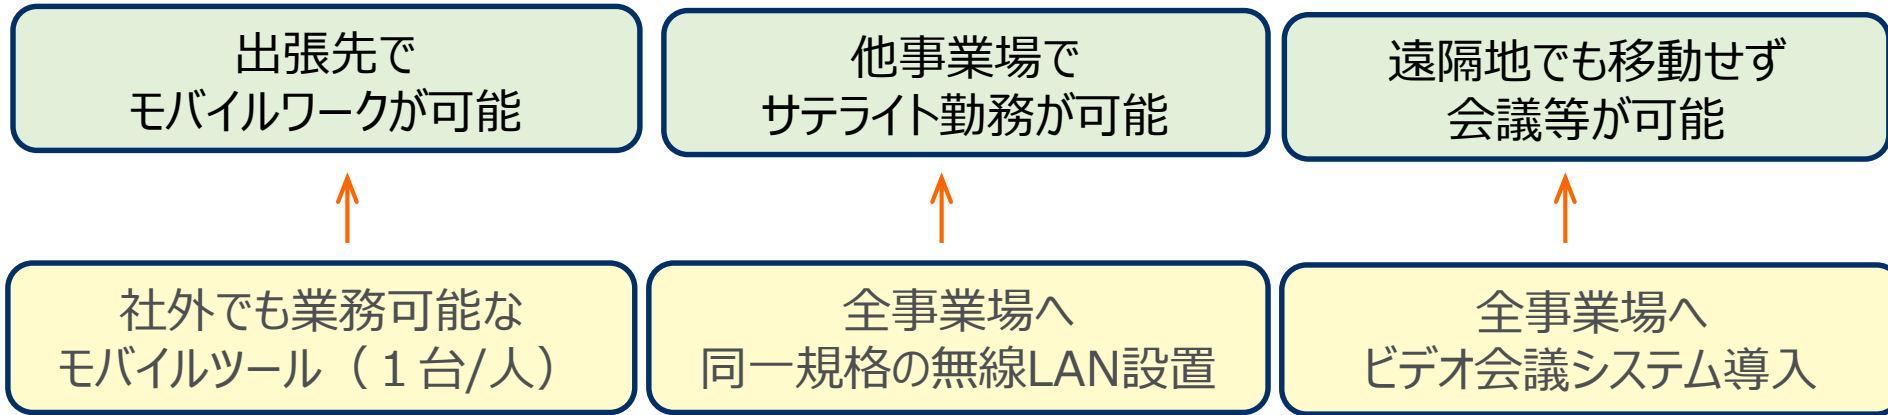 出張先で
モバイルワークが可能
他事業場で
サテライト勤務が可能
遠隔地でも移動せず
会議等が可能
社外でも業務可能な
モバイルツール（１台/人）
全事業場へ
同一規格の無線LAN設置
全事業場へ
ビデオ会議システム導入